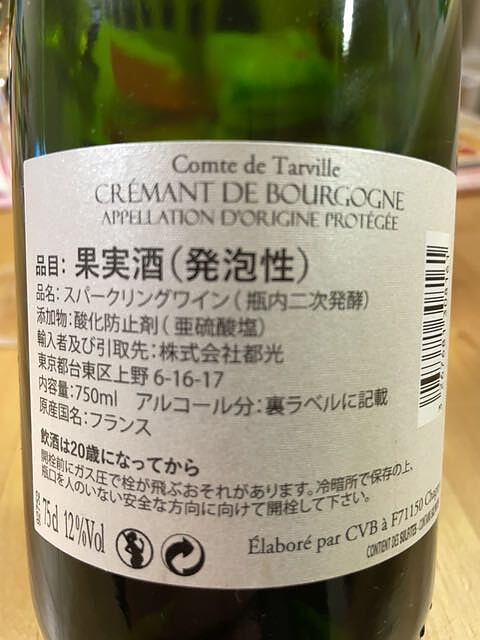 Comte de Tarville
CRÉMANT DE BOURGOGNE
APPELLATION D'ORIGINE PROTÉGÉE
品目: 果実酒(発泡性)
品名: スパークリングワイン(瓶内二次発酵)
添加物:酸化防止剤(亜硫酸塩)
輸入者及び引取先:株式会社都光
東京都台東区上野6-16-17
内容量:750ml アルコール分:裏ラベルに記載
原産国名:フランス
飲酒は20歳になってから
開栓前にガス圧で栓が飛ぶおそれがあります。冷暗所で保存の上、
瓶口を人のいない安全な方向に向けて開栓して下さい。
75cl 12%Vol
Élaboré par CVB à F71150
CONTIENT DES SULFITES